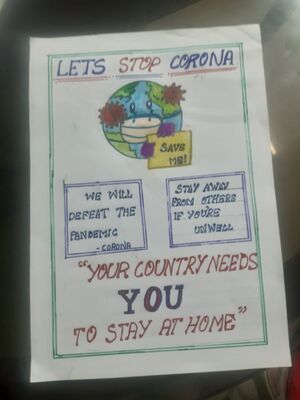 LETS STOP CORONA
SAVE
ME!
WE WILL
DEFEAT THE
PANDEMIC
-CORONA
STAY AWAY
FROM OTHERS
IF YOU'RE
UNWELL
"YOUR COUNTRY NEEDS
YOU
TO STAY AT HOME"